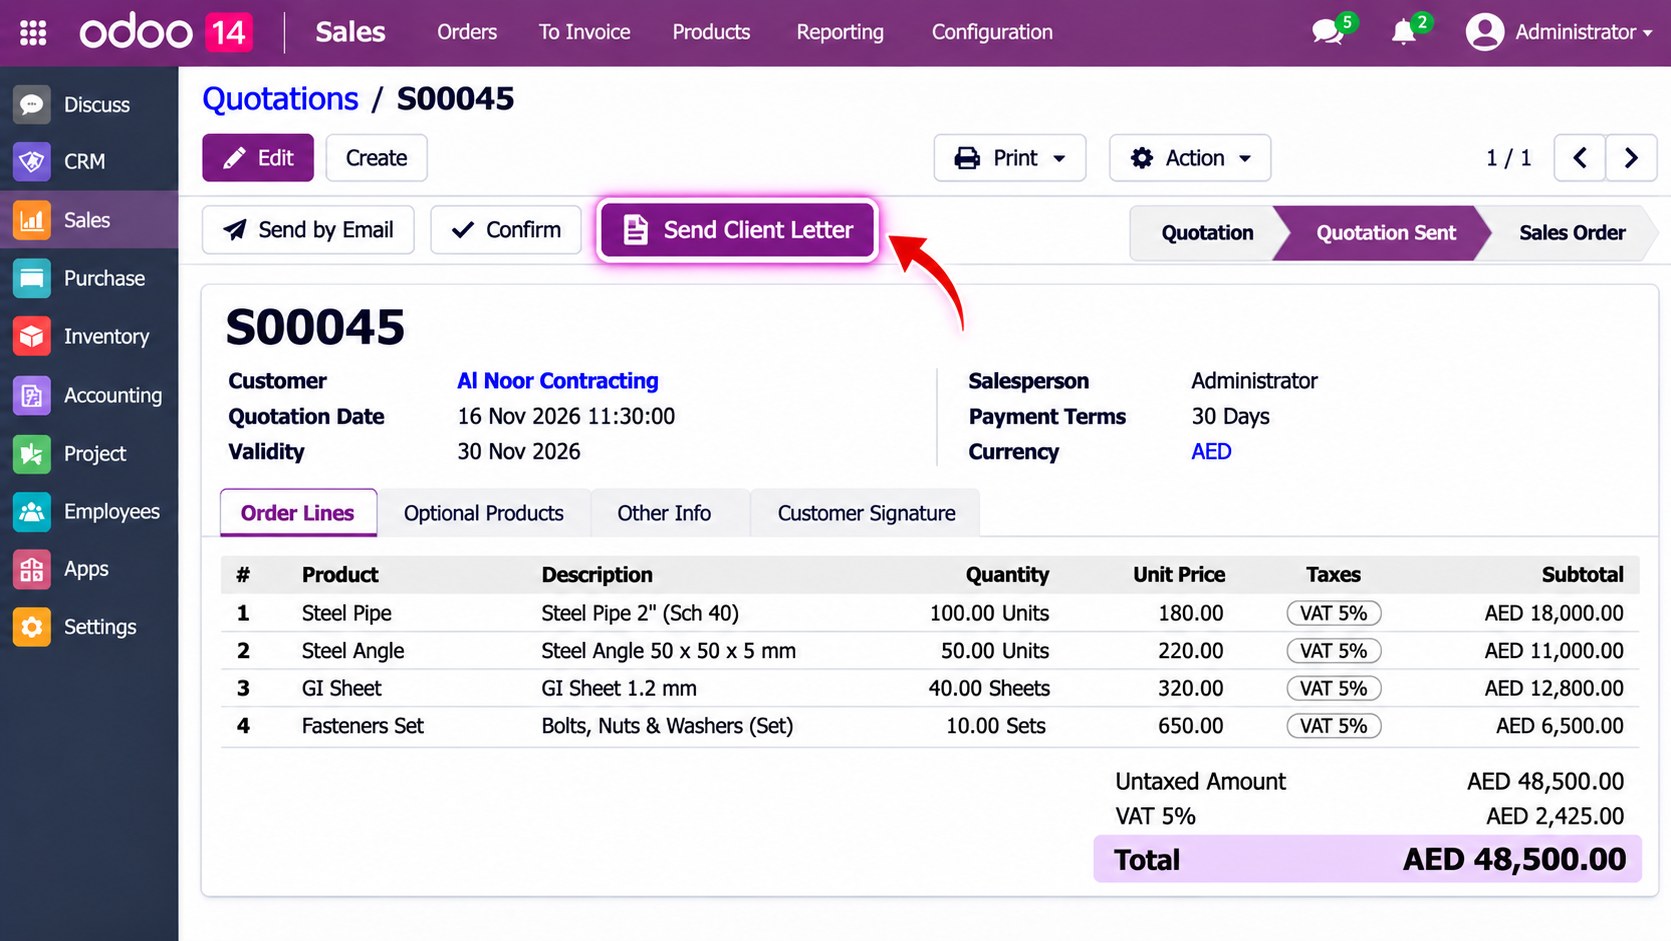 odoo 14 Sales Orders To Invoice Products Reporting Configuration 5 2 Administrator
Discuss
CRM
Sales
Purchase
Inventory
Accounting
Project
Employees
Apps
Settings
Quotations / S00045
Edit Create Print Action 1 / 1
Send by Email Confirm Send Client Letter Quotation Quotation Sent Sales Order
S00045
Customer Al Noor Contracting Salesperson Administrator
Quotation Date 16 Nov 2026 11:30:00 Payment Terms 30 Days
Validity 30 Nov 2026 Currency AED
Order Lines Optional Products Other Info Customer Signature
# Product Description Quantity Unit Price Taxes Subtotal
1 Steel Pipe Steel Pipe 2" (Sch 40) 100.00 Units 180.00 VAT 5% AED 18,000.00
2 Steel Angle Steel Angle 50 x 50 x 5 mm 50.00 Units 220.00 VAT 5% AED 11,000.00
3 GI Sheet GI Sheet 1.2 mm 40.00 Sheets 320.00 VAT 5% AED 12,800.00
4 Fasteners Set Bolts, Nuts & Washers (Set) 10.00 Sets 650.00 VAT 5% AED 6,500.00
Untaxed Amount AED 48,500.00
VAT 5% AED 2,425.00
Total AED 48,500.00